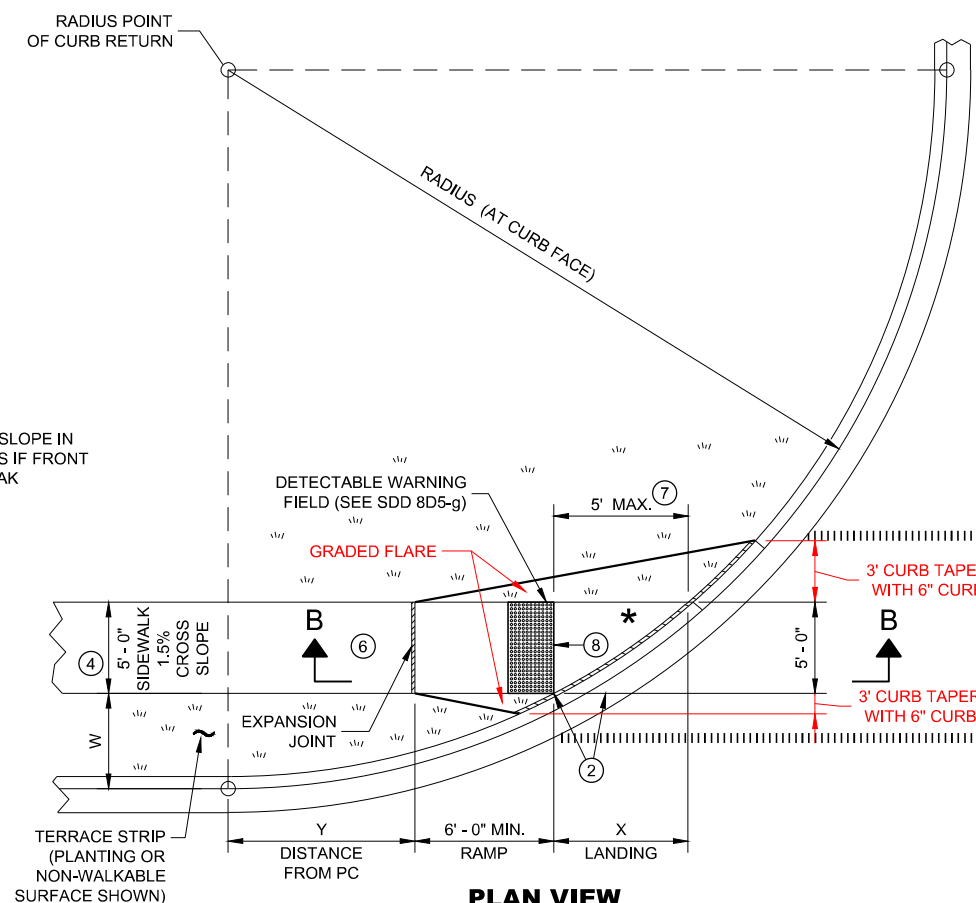 RADIUS POINT
OF CURB RETURN
RADIUS (AT CURB FACE)
SLOPE IN
S IF FRONT
AK
DETECTABLE WARNING
FIELD (SEE SDD 8D5-g)
5' MAX.
7
GRADED FLARE
3' CURB TAPER
WITH 6" CURB
4
5' - 0"
SIDEWALK
1.5%
CROSS
SLOPE
B
6
*
8
5' - 0"
B
EXPANSION
JOINT
3' CURB TAPER
WITH 6" CURB
W
2
TERRACE STRIP
(PLANTING OR
NON-WALKABLE
SURFACE SHOWN)
Y
DISTANCE
FROM PC
6' - 0" MIN.
RAMP
X
LANDING
PLAN VIEW